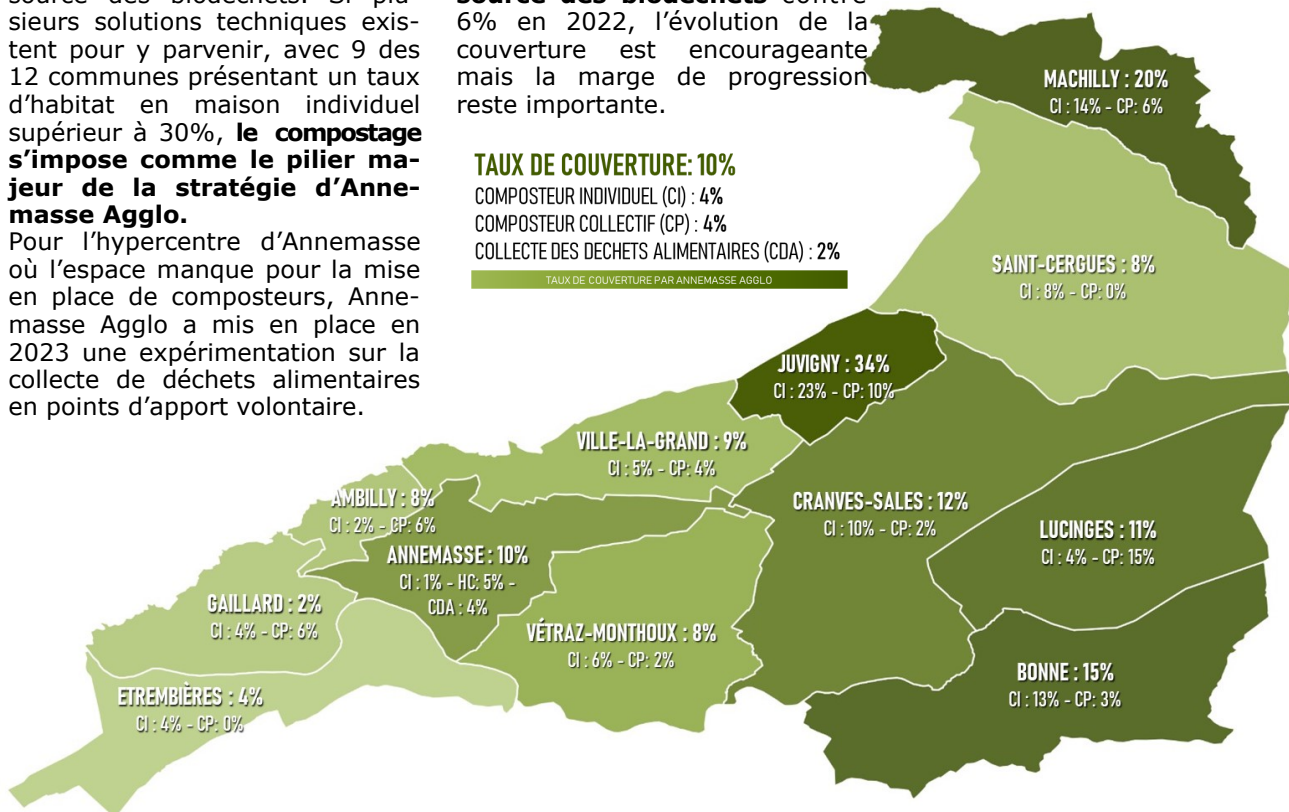 source des biodéchets. Si plu-
sieurs solutions techniques exis-
tent pour y parvenir, avec 9 des
12 communes présentant un taux
d'habitat en maison individuel
supérieur à 30%, le compostage
s'impose comme le pilier ma-
jeur de la stratégie d'Anne-
masse Agglo.
Pour l'hypercentre d'Annemasse
où l'espace manque pour la mise
en place de composteurs, Anne-
masse Agglo a mis en place en
2023 une expérimentation sur la
collecte de déchets alimentaires
en points d'apport volontaire.
source des biodéchets contre
6% en 2022, l'évolution de la
couverture est encourageante
mais la marge de progression
reste importante.
TAUX DE COUVERTURE: 10%
COMPOSTEUR INDIVIDUEL (CI) : 4%
COMPOSTEUR COLLECTIF (CP) : 4%
COLLECTE DES DECHETS ALIMENTAIRES (CDA) : 2%
TAUX DE COUVERTURE PAR ANNEMASSE AGGLO
MACHILLY : 20%
CI : 14% - CP: 6%
SAINT-CERGUES : 8%
CI : 8% - CP: 0%
JUVIGNY : 34%
CI : 23% - CP: 10%
VILLE-LA-GRAND : 9%
CI : 5% - CP: 4%
AMBILLY : 8%
CI : 2% - CP: 6%
CRANVES-SALES : 12%
CI : 10% - CP: 2%
LUCINGES : 11%
CI : 4% - CP: 15%
ANNEMASSE : 10%
CI : 1% - HC: 5% -
CDA : 4%
GAILLARD : 2%
CI : 4% - CP: 6%
VÉTRAZ-MONTHOUX : 8%
CI : 6% - CP: 2%
BONNE : 15%
CI : 13% - CP: 3%
ETREMBIÈRES : 4%
CI : 4% - CP: 0%